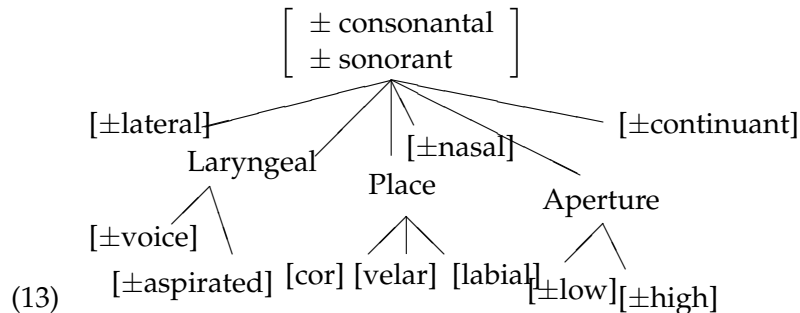 ± consonantal
± sonorant
[±lateral]
[±continuant]
Laryngeal
[±nasal]
Place
Aperture
[±voice]
[±aspirated]
[cor] [velar] [labial]
[±low] [±high]
(13)